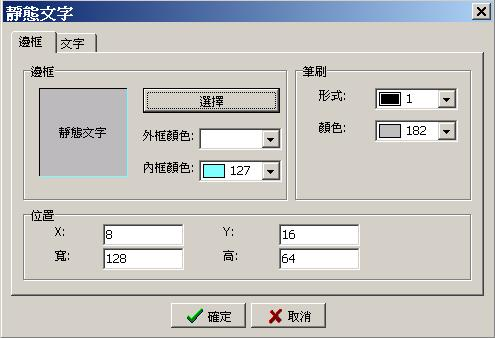 靜態文字
邊框 文字
邊框
靜態文字
選擇
外框顏色:
內框顏色: 127
筆刷
形式: 1
顏色: 182
位置
X: 8 Y: 16
寬: 128 高: 64
確定 取消